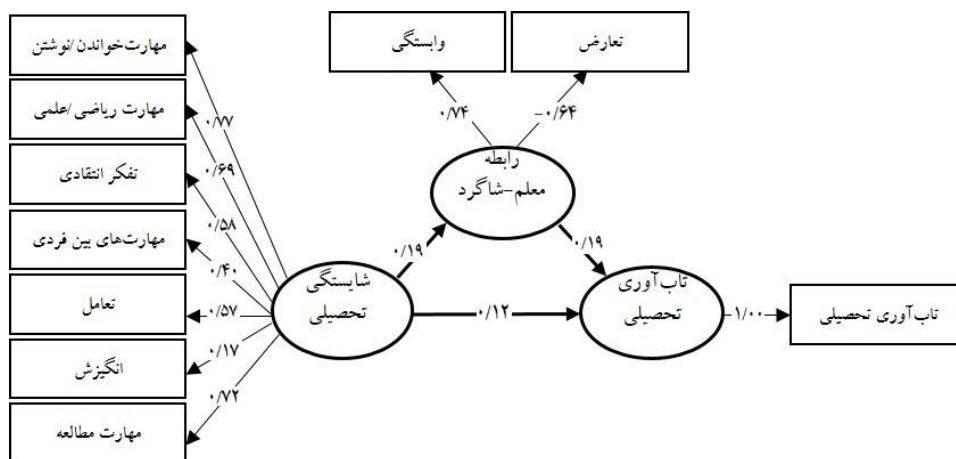 مهارت‌خواندن/نوشتن
مهارت ریاضی/علمی
تفکر انتقادی
مهارت‌های بین فردی
تعامل
انگیزش
مهارت مطالعه
۰/۷۷
۰/۶۹
۰/۵۸
۰/۴۰
۰/۵۷
۰/۱۷
۰/۷۲
شایستگی
تحصیلی
وابستگی
تعارض
۰/۷۴
-۰/۶۴
رابطه
معلم-شاگرد
۰/۱۹
۰/۱۹
۰/۱۲
تاب‌آوری
تحصیلی
۱/۰۰
تاب‌آوری تحصیلی